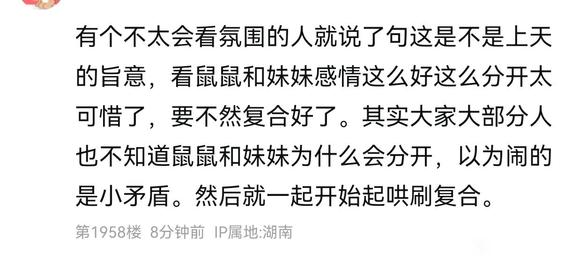 有个不太会看氛围的人就说了句这是不是上天
的旨意，看鼠鼠和妹妹感情这么好这么分开太
可惜了，要不然复合好了。其实大家大部分人
也不知道鼠鼠和妹妹为什么会分开，以为闹的
是小矛盾。然后就一起开始起哄刷复合。
第1958楼 8分钟前 IP属地:湖南